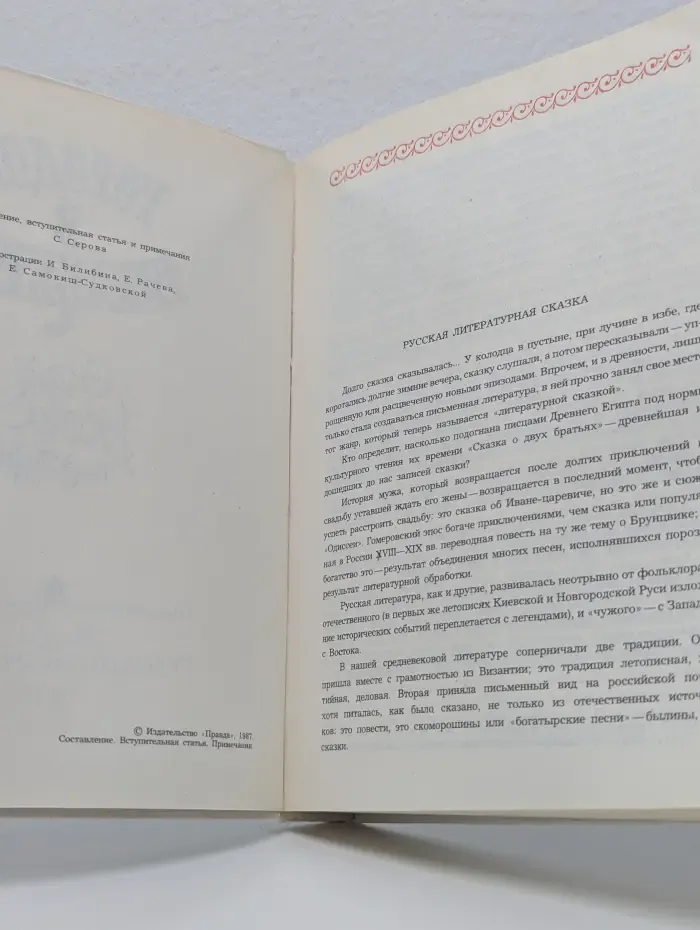 ение, вступительная статья и примечания
С. Серова
острации И. Билибина, Е. Рачева,
Е. Самокиш-Судковской
© Издательство «Правда», 1987.
Составление. Вступительная статья. Примечания
РУССКАЯ ЛИТЕРАТУРНАЯ СКАЗКА
Долго сказка сказывалась... У колодца в пустыне, при лучине в избе, где
коротались долгие зимние вечера, сказку слушали, а потом пересказывали — уп-
рощенную или расцвеченную новыми эпизодами. Впрочем, и в древности, лишь
только стала создаваться письменная литература, в ней прочно занял свое место
тот жанр, который теперь называется «литературной сказкой».
Кто определит, насколько подогнана писцами Древнего Египта под нормы
культурного чтения их времени «Сказка о двух братьях» — древнейшая и
дошедших до нас записей сказки?
История мужа, который возвращается после долгих приключений н
свадьбу уставшей ждать его жены — возвращается в последний момент, чтоб
успеть расстроить свадьбу: это сказка об Иване-царевиче, но это же и сюж
«Одиссеи». Гомеровский эпос богаче приключениями, чем сказка или популя
ная в России XVIII—XIX вв. переводная повесть на ту же тему о Брунцвике;
богатство это — результат объединения многих песен, исполнявшихся пороз
результат литературной обработки.
Русская литература, как и другие, развивалась неотрывно от фольклора
отечественного (в первых же летописях Киевской и Новгородской Руси изло
ние исторических событий переплетается с легендами), и «чужого» — с Запад
с Востока.
В нашей средневековой литературе соперничали две традиции. О
пришла вместе с грамотностью из Византии; это традиция летописная,
тийная, деловая. Вторая приняла письменный вид на российской по
хотя питалась, как было сказано, не только из отечественных источ
ков: это повести, это скоморошины или «богатырские песни» — былины,
сказки.